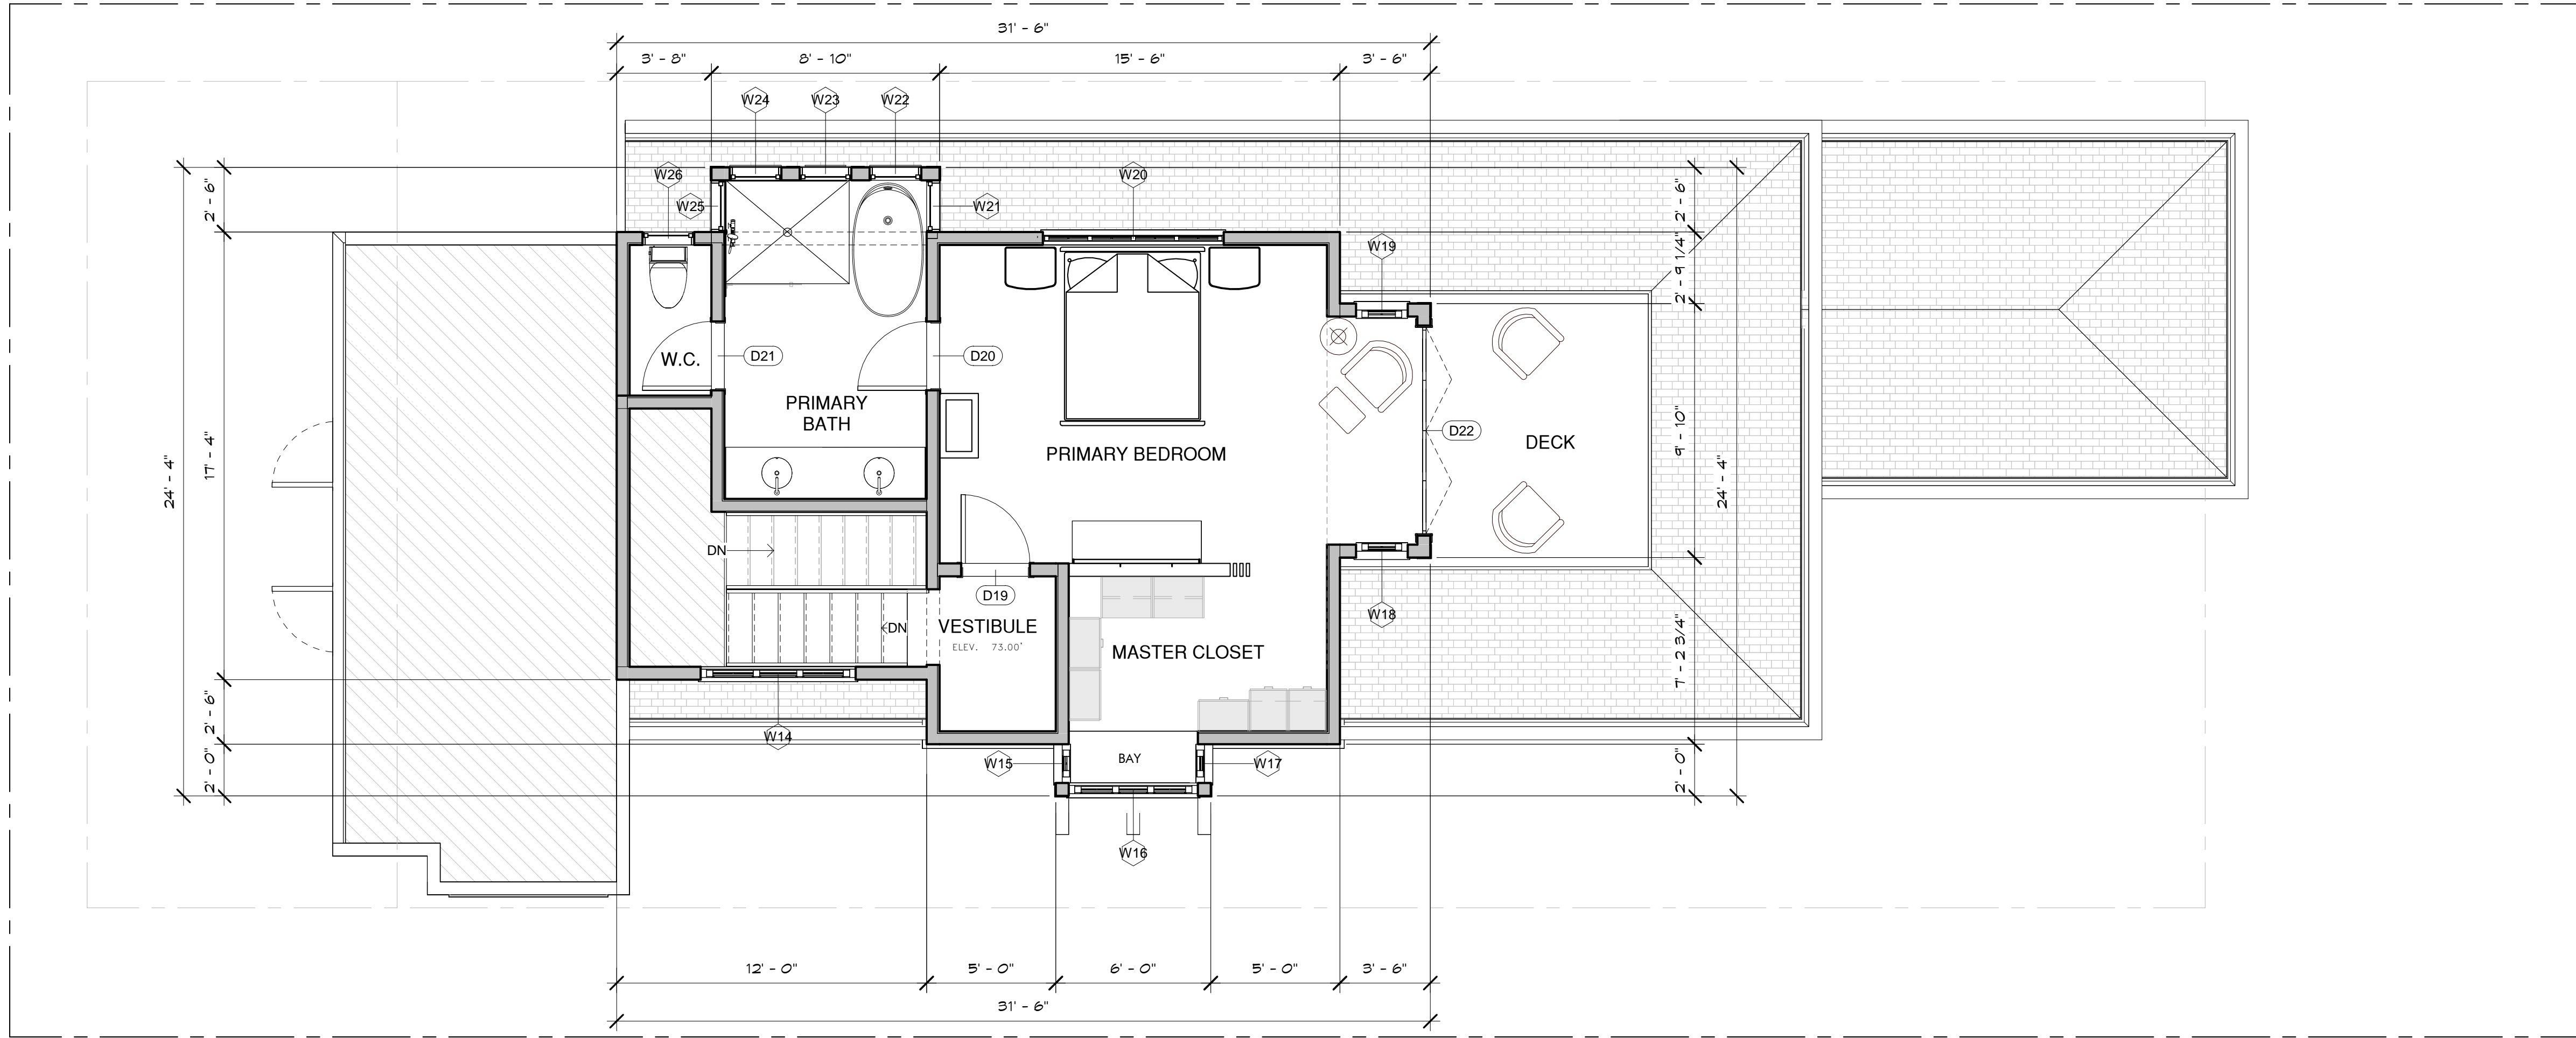 31' - 6"
3' - 8"
8' - 10"
15' - 6"
3' - 6"
W24
W23
W22
W26
W20
W25
W21
2' - 6"
2' - 6"
W19
2' - 9 1/4"
W.C.
D21
D20
PRIMARY
BATH
PRIMARY BEDROOM
D22
DECK
9' - 10"
17' - 4"
24' - 4"
24' - 4"
DN
D19
DN
VESTIBULE
ELEV. 73.00'
MASTER CLOSET
W18
7' - 2 3/4"
2' - 6"
W14
W15
BAY
W17
2' - 0"
2' - 0"
W16
12' - 0"
5' - 0"
6' - 0"
5' - 0"
3' - 6"
31' - 6"